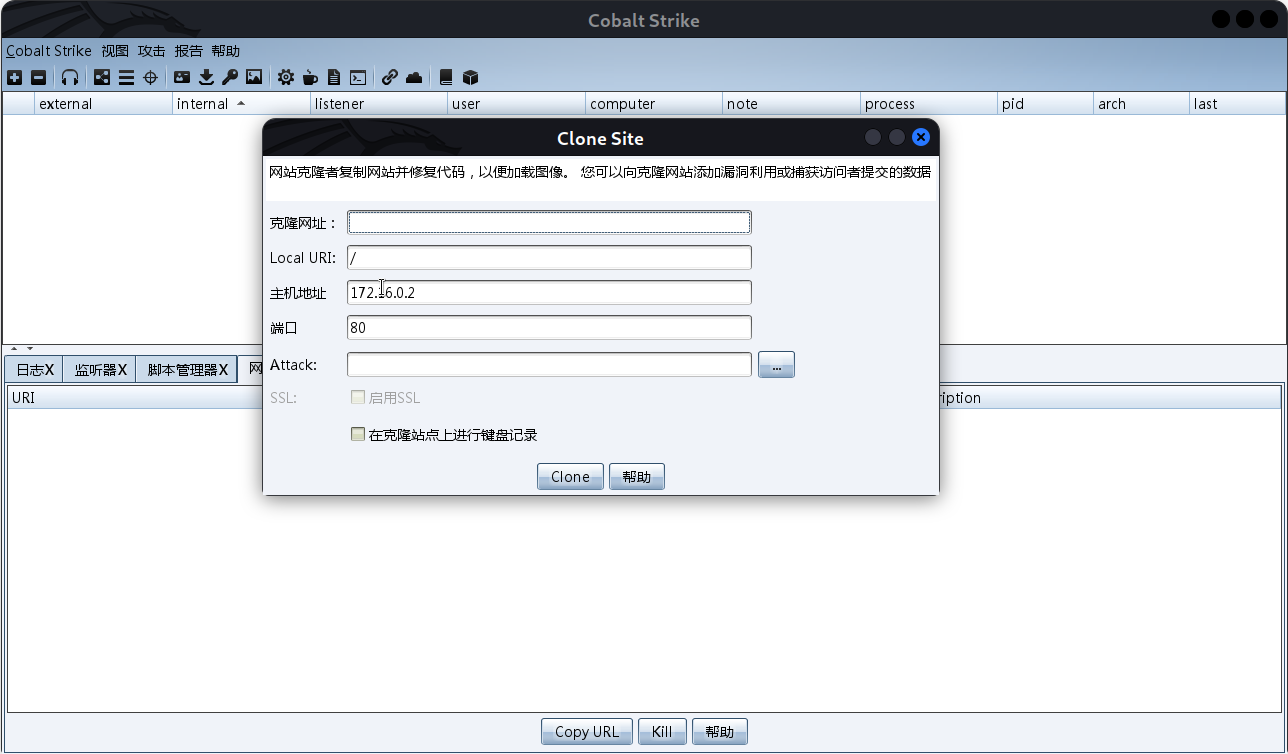 Cobalt Strike
Cobalt Strike 视图 攻击 报告 帮助
external internal listener user computer note process pid arch last
Clone Site
网站克隆者复制网站并修复代码，以便加载图像。 您可以向克隆网站添加漏洞利用或捕获访问者提交的数据
克隆网址：
Local URI: /
主机地址 172.16.0.2
端口 80
Attack: ...
SSL: 启用SSL
在克隆站点上进行键盘记录
Clone 帮助
日志X 监听器X 脚本管理器X 网
URI ription
Copy URL Kill 帮助